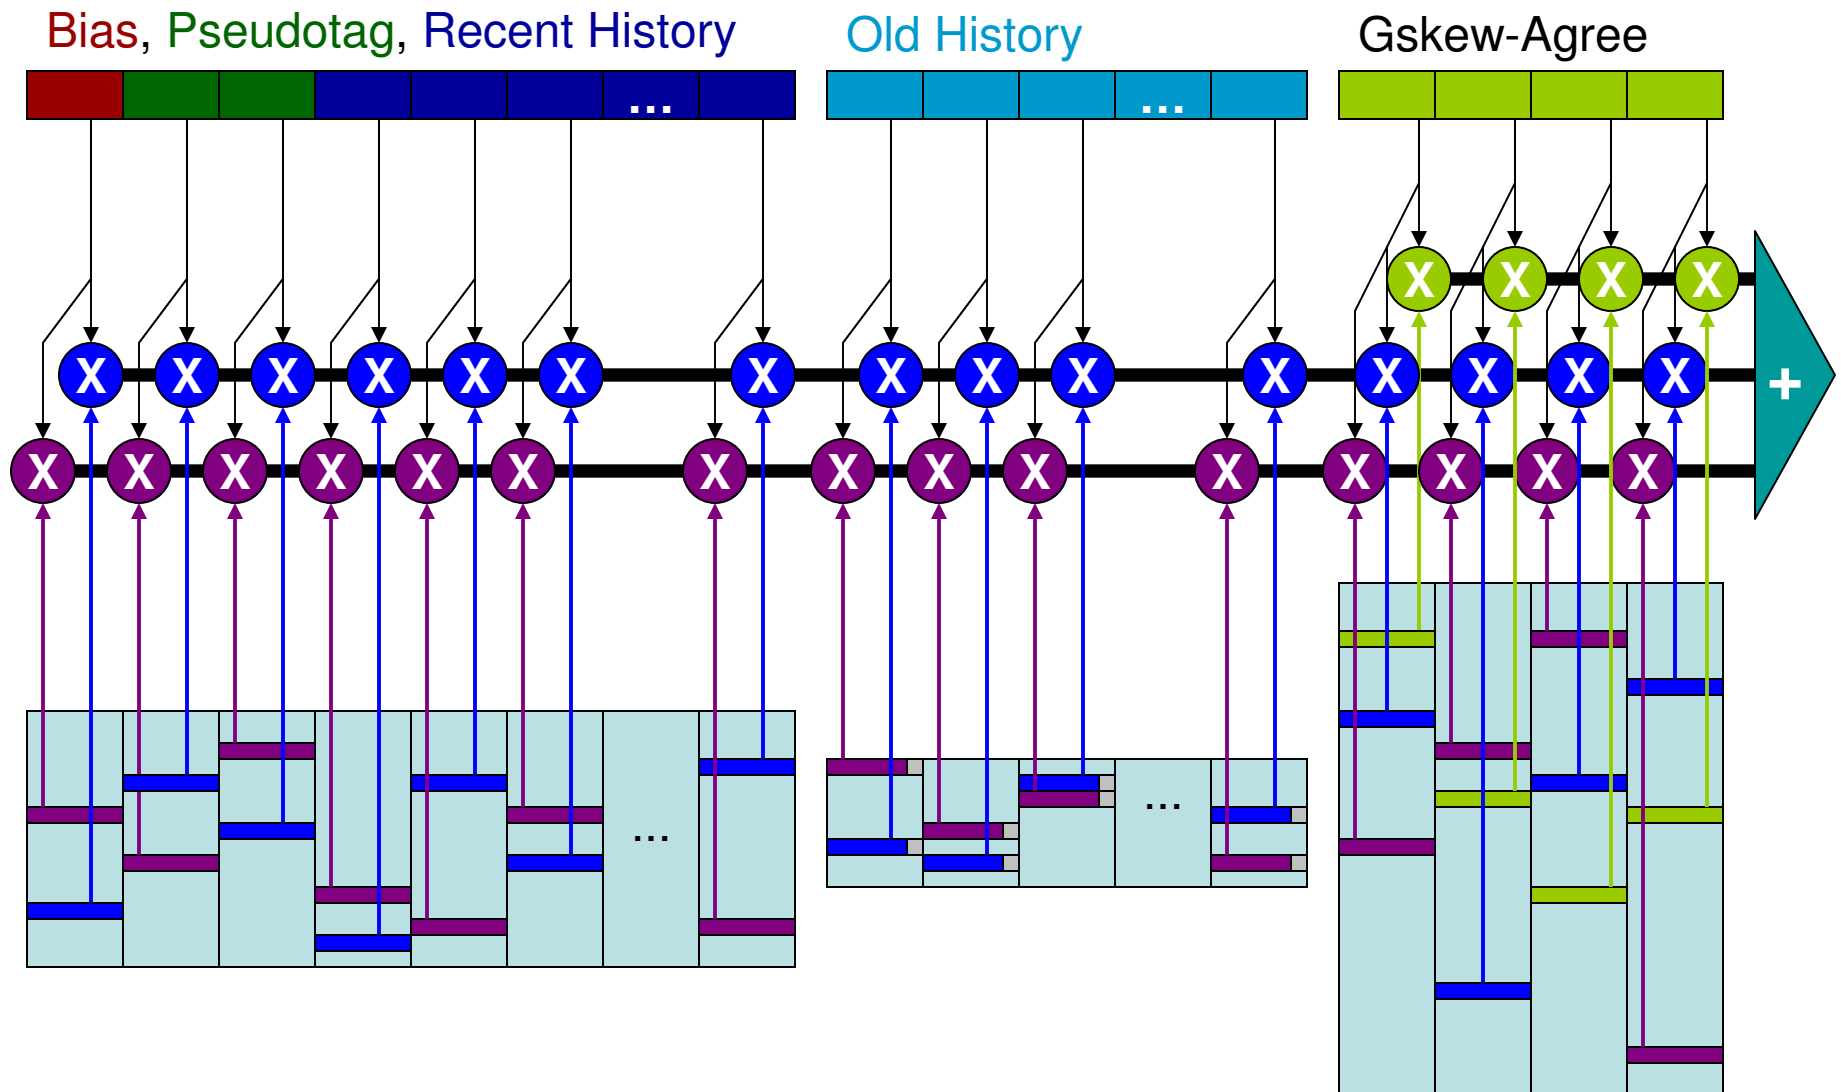 Bias, Pseudotag, Recent History
Old History
Gskew-Agree
... ...
X X X X
X X X X X X X X X X X X X X X
+
X X X X X X X X X X X X X X X
...
...